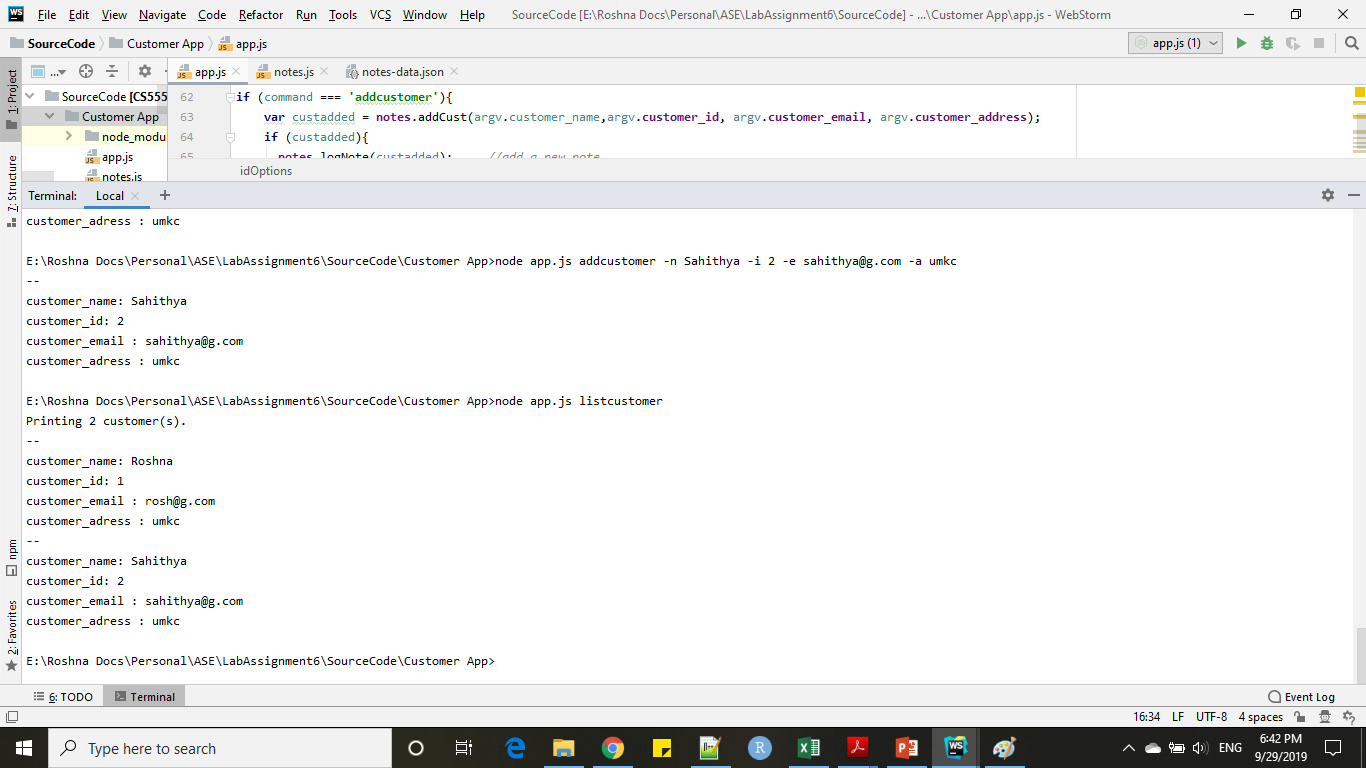 WS File Edit View Navigate Code Refactor Run Tools VCS Window Help SourceCode [E:\Roshna Docs\Personal\ASE\LabAssignment6\SourceCode] - ...\Customer App\app.js - WebStorm
SourceCode Customer App app.js app.js (1)
1: Project
... app.js notes.js notes-data.json
SourceCode [CS555
Customer App
node_modu
app.js
notes.js
62 if (command === 'addcustomer'){
63 var custadded = notes.addCust(argv.customer_name,argv.customer_id, argv.customer_email, argv.customer_address);
64 if (custadded){
65 notes.logNote(custadded); //add a new note
idOptions
7: Structure
Terminal: Local
customer_adress : umkc
E:\Roshna Docs\Personal\ASE\LabAssignment6\SourceCode\Customer App>node app.js addcustomer -n Sahithya -i 2 -e sahithya@g.com -a umkc
--
customer_name: Sahithya
customer_id: 2
customer_email : sahithya@g.com
customer_adress : umkc
E:\Roshna Docs\Personal\ASE\LabAssignment6\SourceCode\Customer App>node app.js listcustomer
Printing 2 customer(s).
--
customer_name: Roshna
customer_id: 1
customer_email : rosh@g.com
customer_adress : umkc
--
customer_name: Sahithya
customer_id: 2
customer_email : sahithya@g.com
customer_adress : umkc
E:\Roshna Docs\Personal\ASE\LabAssignment6\SourceCode\Customer App>
npm
2: Favorites
6: TODO Terminal Event Log
16:34 LF UTF-8 4 spaces
Type here to search
ENG
6:42 PM
9/29/2019